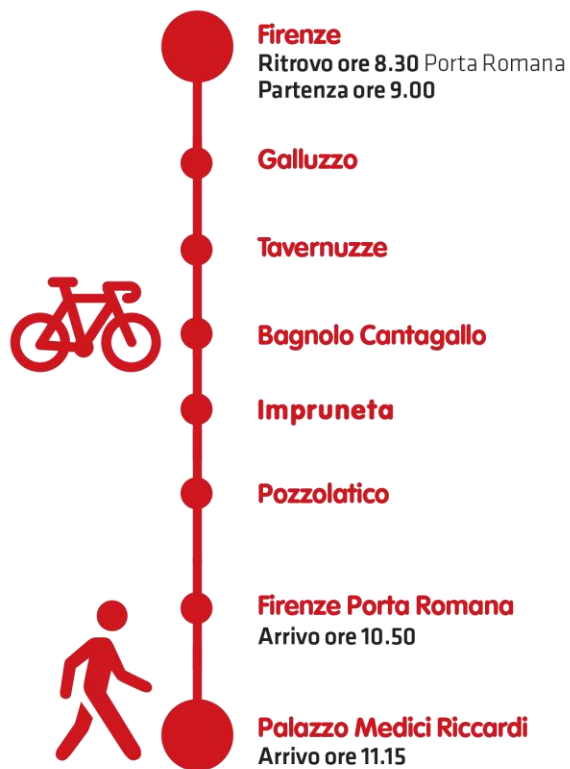 Firenze
Ritrovo ore 8.30 Porta Romana
Partenza ore 9.00
Galluzzo
Tavernuzze
Bagnolo Cantagallo
Impruneta
Pozzolatico
Firenze Porta Romana
Arrivo ore 10.50
Palazzo Medici Riccardi
Arrivo ore 11.15